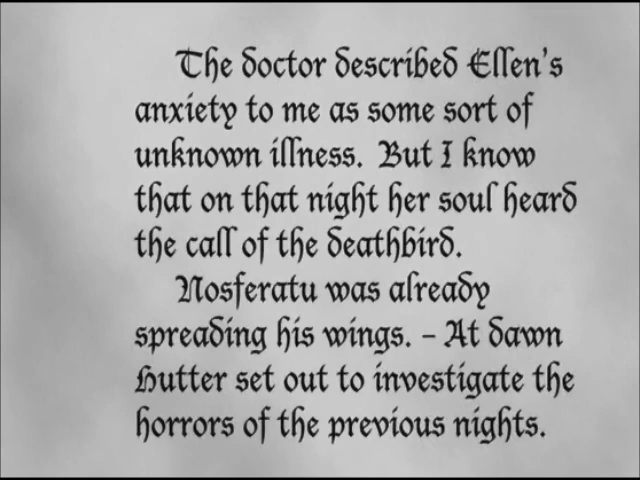 The doctor described Ellen's
anxiety to me as some sort of
unknown illness. But I know
that on that night her soul heard
the call of the deathbird.
Nosferatu was already
spreading his wings. – At dawn
Hutter set out to investigate the
horrors of the previous nights.